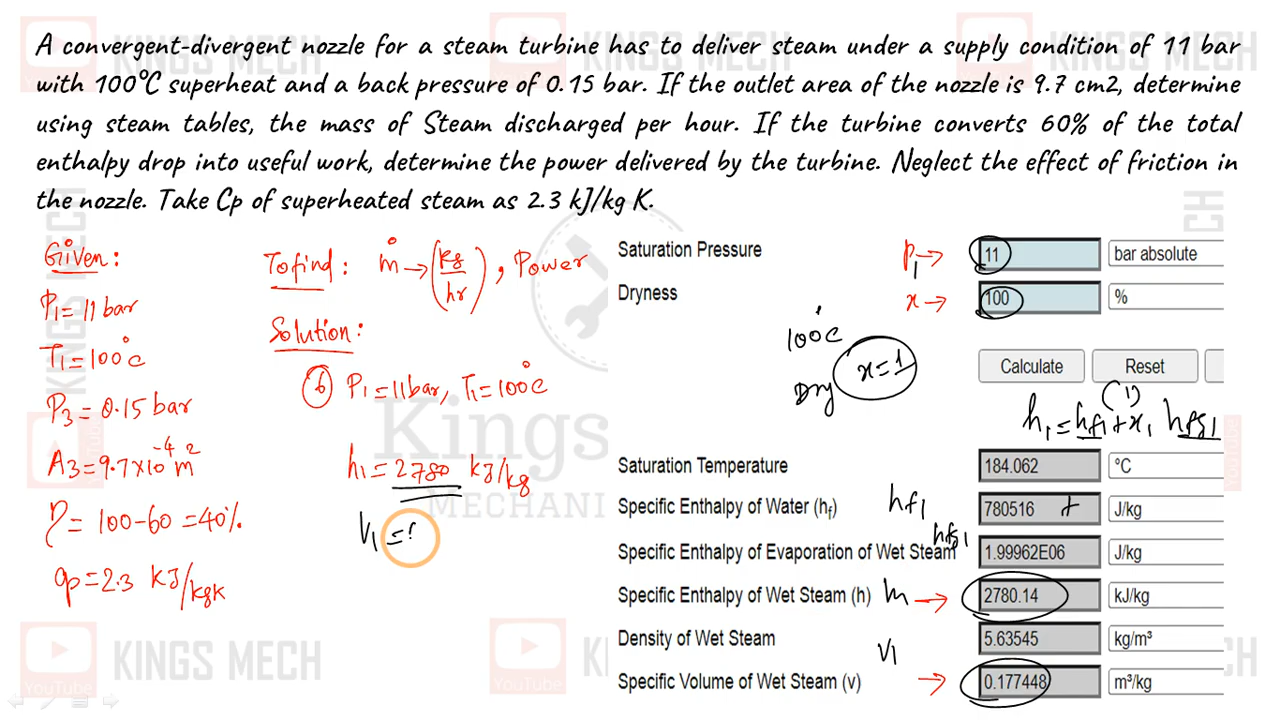 A convergent-divergent nozzle for a steam turbine has to deliver steam under a supply condition of 11 bar
with 100°C superheat and a back pressure of 0.15 bar. If the outlet area of the nozzle is 9.7 cm2, determine
using steam tables, the mass of Steam discharged per hour. If the turbine converts 60% of the total
enthalpy drop into useful work, determine the power delivered by the turbine. Neglect the effect of friction in
the nozzle. Take Cp of superheated steam as 2.3 kJ/kg K.
Given:
P1 = 11 bar
T1 = 100°C
P3 = 0.15 bar
A3 = 9.7 x 10^-4 m^2
η = 100 - 60 = 40%
cp = 2.3 kJ/kgK
To find: ṁ → (kg/hr), Power
Solution:
P1 = 11 bar, T1 = 100°C
h1 = 2780 kJ/kg
V1 =
Saturation Pressure P1 → 11 bar absolute
Dryness x → 100 %
100°C
Dry x = 1
Calculate Reset
(1)
h1 = hf1 + x1 hfg1
Saturation Temperature 184.062 °C
Specific Enthalpy of Water (hf) hf1 780516 + J/kg
Specific Enthalpy of Evaporation of Wet Steam hfg1 1.99962E06 J/kg
Specific Enthalpy of Wet Steam (h) h1 → 2780.14 kJ/kg
Density of Wet Steam 5.63545 kg/m³
Specific Volume of Wet Steam (v) V1 → 0.177448 m³/kg
Kings
MECHANI
KINGS MECH
YouTube
KINGS MECH
YouTube
KINGS MECH
YouTube